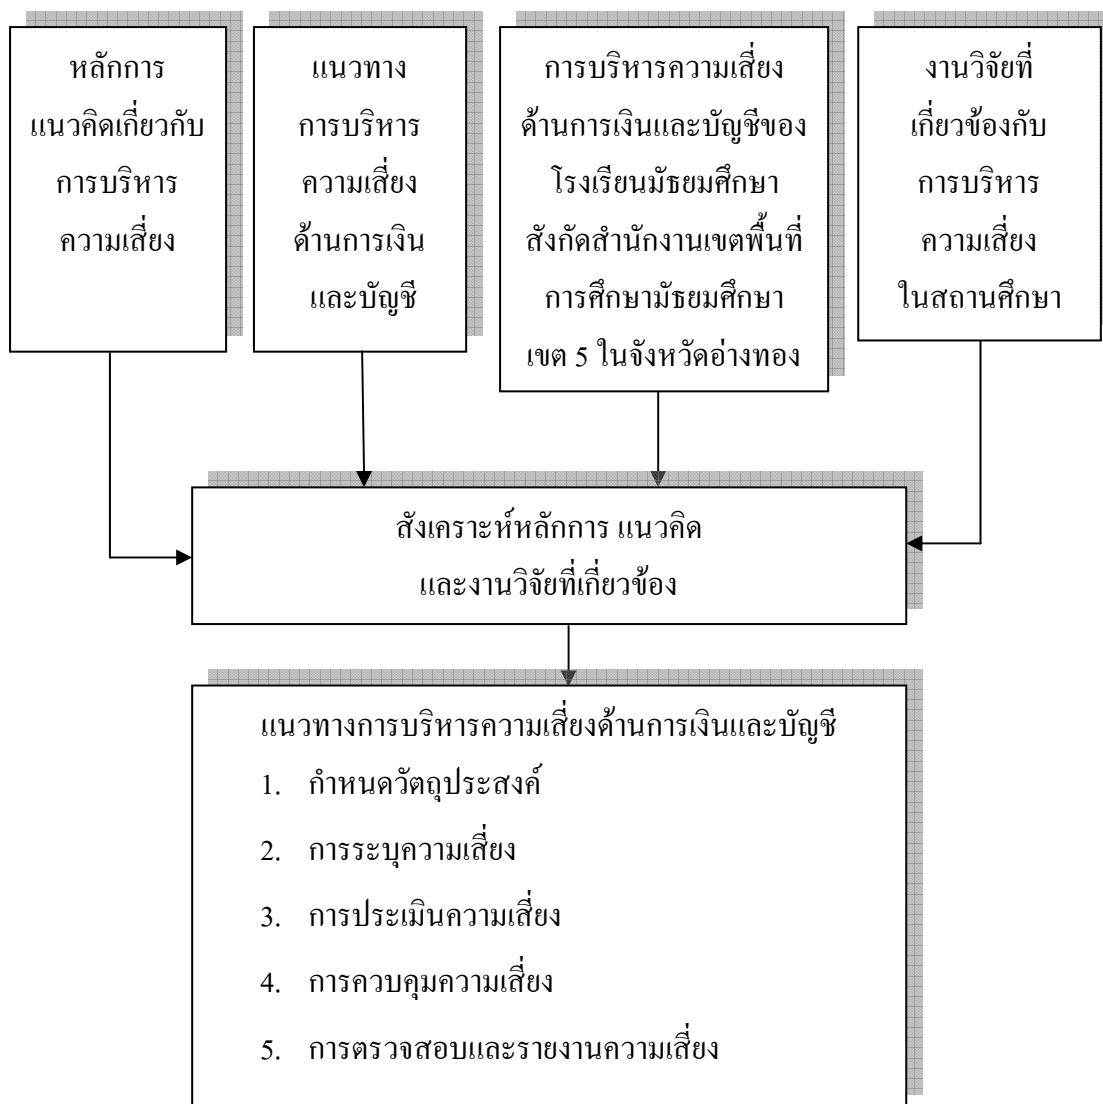 หลักการ
แนวคิดเกี่ยวกับ
การบริหาร
ความเสี่ยง
แนวทาง
การบริหาร
ความเสี่ยง
ด้านการเงิน
และบัญชี
การบริหารความเสี่ยง
ด้านการเงินและบัญชีของ
โรงเรียนมัธยมศึกษา
สังกัดสำนักงานเขตพื้นที่
การศึกษามัธยมศึกษา
เขต 5 ในจังหวัดอ่างทอง
งานวิจัยที่
เกี่ยวข้องกับ
การบริหาร
ความเสี่ยง
ในสถานศึกษา
สังเคราะห์หลักการ แนวคิด
และงานวิจัยที่เกี่ยวข้อง
แนวทางการบริหารความเสี่ยงด้านการเงินและบัญชี
1. กำหนดวัตถุประสงค์
2. การระบุความเสี่ยง
3. การประเมินความเสี่ยง
4. การควบคุมความเสี่ยง
5. การตรวจสอบและรายงานความเสี่ยง